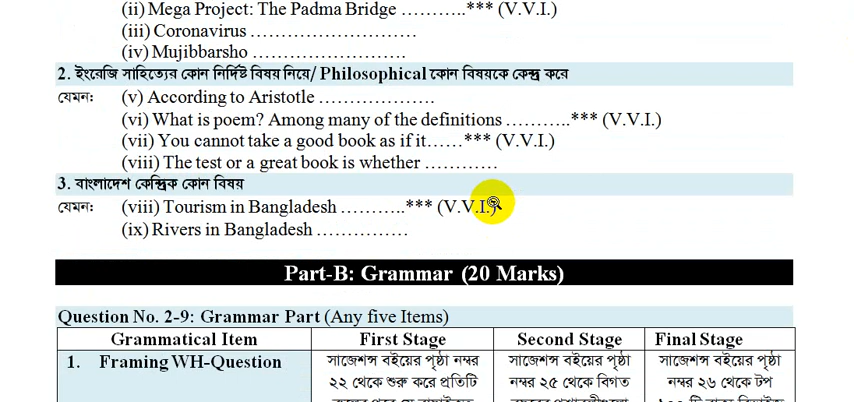 (ii) Mega Project: The Padma Bridge ………..*** (V.V.I.)
(iii) Coronavirus ……………………….
(iv) Mujibbarsho ………………………
2. ইংরেজি সাহিত্যের কোন নির্দিষ্ট বিষয় নিয়ে/ Philosophical কোন বিষয়কে কেন্দ্র করে
যেমন: (v) According to Aristotle ……………….
(vi) What is poem? Among many of the definitions ………..*** (V.V.I.)
(vii) You cannot take a good book as if it……*** (V.V.I.)
(viii) The test or a great book is whether …………
3. বাংলাদেশ কেন্দ্রিক কোন বিষয়
যেমন: (viii) Tourism in Bangladesh ………..*** (V.V.I.)
(ix) Rivers in Bangladesh ……………
Part-B: Grammar (20 Marks)
Question No. 2-9: Grammar Part (Any five Items)
Grammatical Item First Stage Second Stage Final Stage
1. Framing WH-Question সাজেশন্স বইয়ের পৃষ্ঠা নম্বর সাজেশন্স বইয়ের পৃষ্ঠা সাজেশন্স বইয়ের পৃষ্ঠা
২২ থেকে শুরু করে প্রতিটি নম্বর ২৫ থেকে বিগত নম্বর ২৬ থেকে টপ